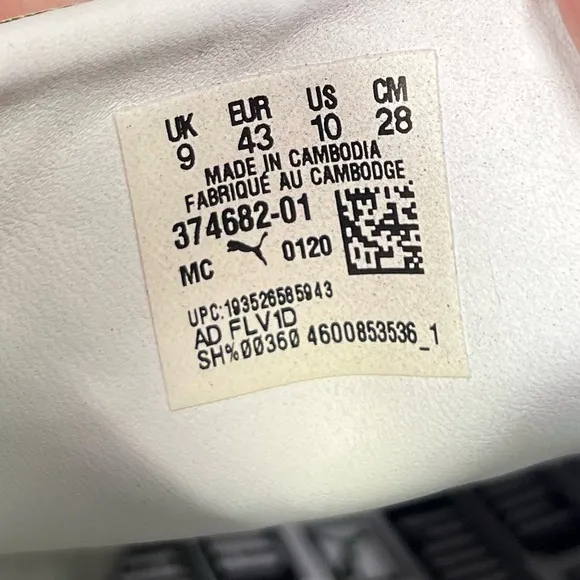 UK EUR US CM
9 43 10 28
MADE IN CAMBODIA
FABRIQUÉ AU CAMBODGE
374682-01
MC 0120
UPC:193526585943
AD FLV1D
SH%00360 4600853536_1